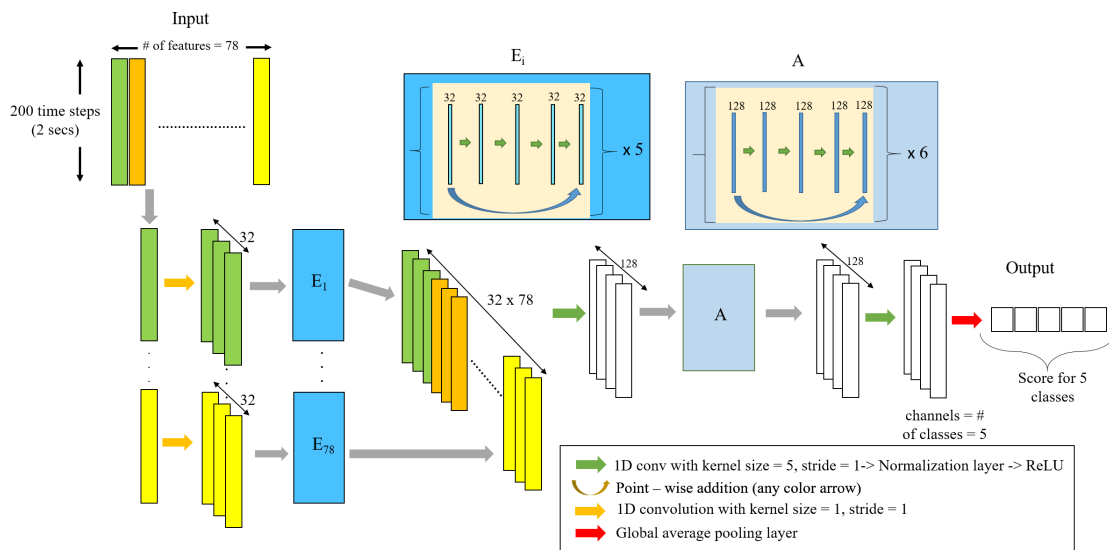 Input
# of features = 78
200 time steps
(2 secs)
E₁
E₇₈
32
32
32 x 78
Eᵢ
32 32 32 32 32
x 5
A
128 128 128 128 128
x 6
128
A
128
channels = #
of classes = 5
Output
Score for 5
classes
1D conv with kernel size = 5, stride = 1-> Normalization layer -> ReLU
Point – wise addition (any color arrow)
1D convolution with kernel size = 1, stride = 1
Global average pooling layer